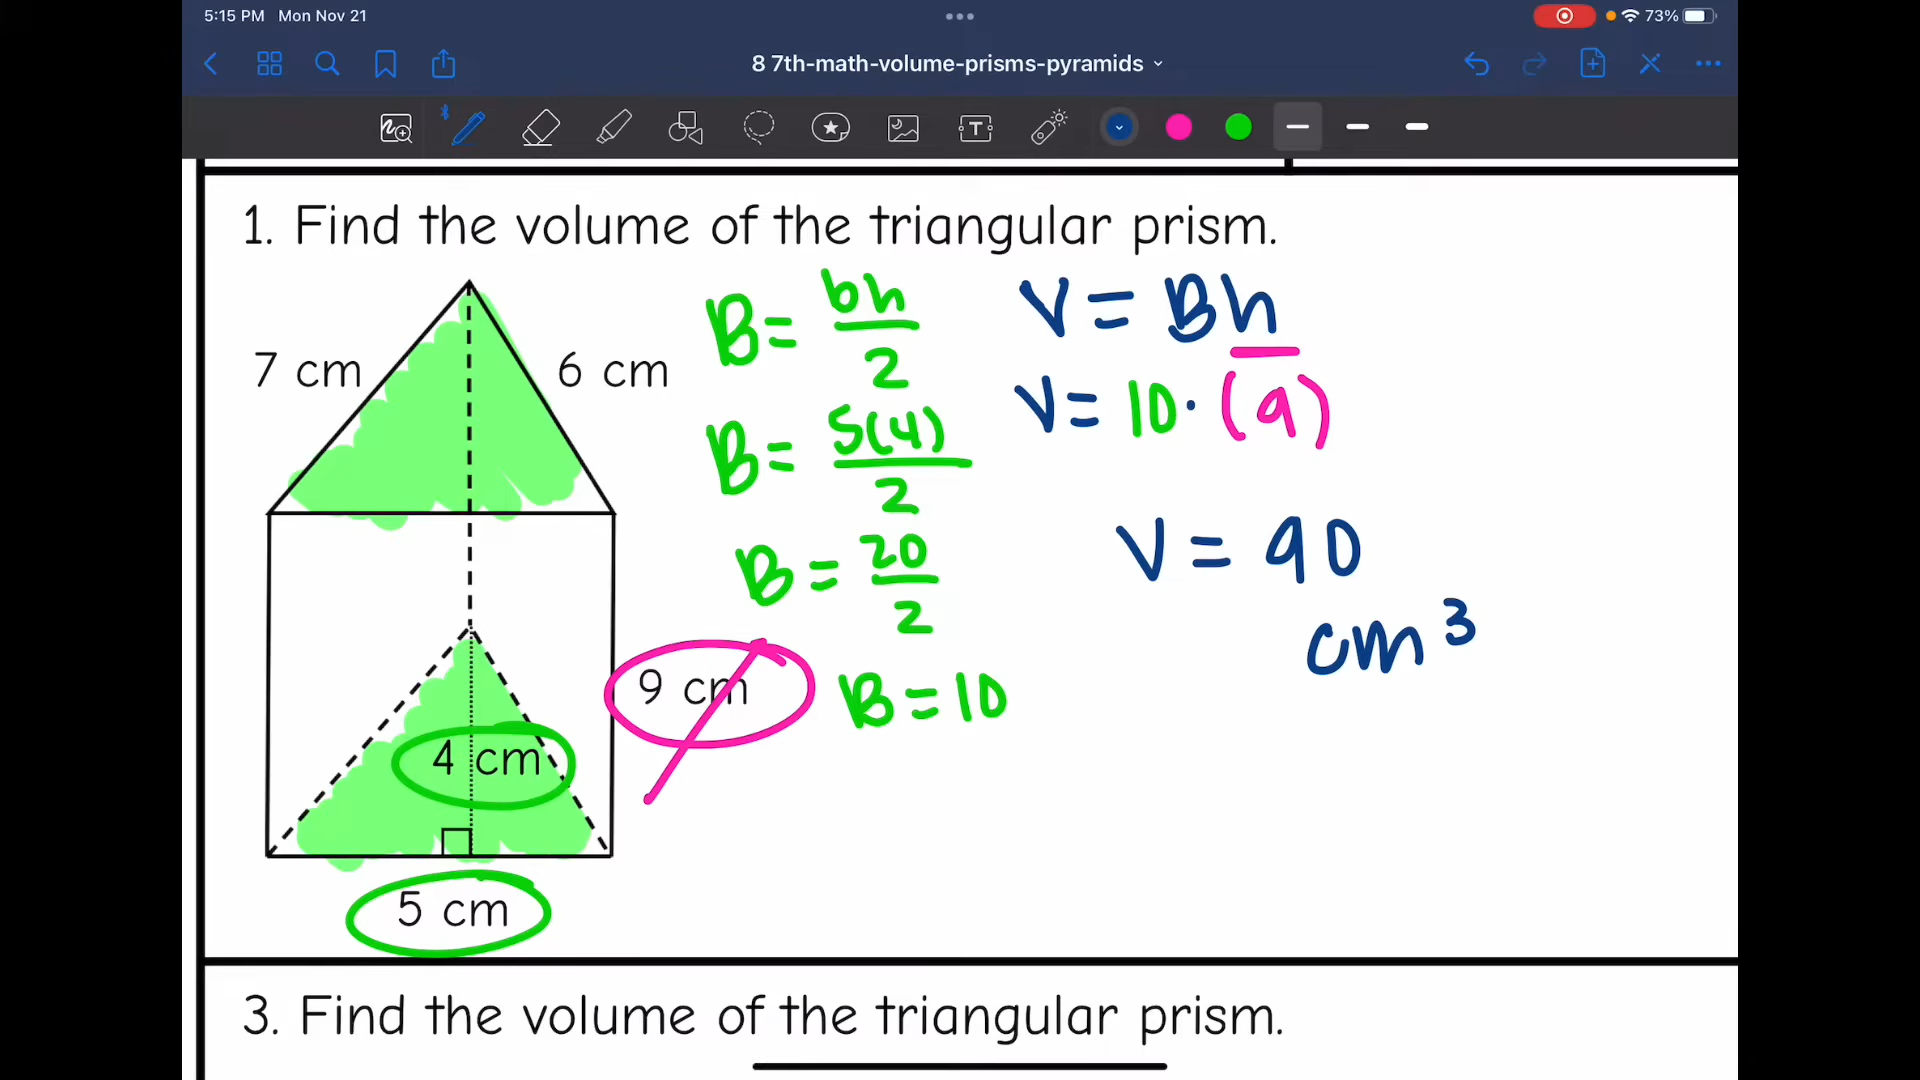 5:15 PM Mon Nov 21
73%
8 7th-math-volume-prisms-pyramids
T
1. Find the volume of the triangular prism.
7 cm
6 cm
9 cm
4 cm
5 cm
B = bh/2
B = 5(4)/2
B = 20/2
B = 10
V = Bh
V = 10 · (9)
V = 90
cm³
3. Find the volume of the triangular prism.